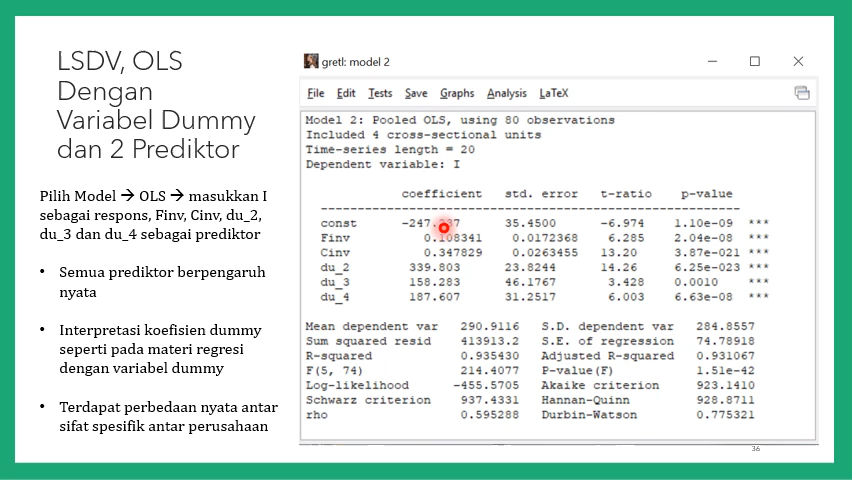 LSDV, OLS
Dengan
Variabel Dummy
dan 2 Prediktor
Pilih Model → OLS → masukkan I
sebagai respons, Finv, Cinv, du_2,
du_3 dan du_4 sebagai prediktor
• Semua prediktor berpengaruh
nyata
• Interpretasi koefisien dummy
seperti pada materi regresi
dengan variabel dummy
• Terdapat perbedaan nyata antar
sifat spesifik antar perusahaan
gretl: model 2
File Edit Tests Save Graphs Analysis LaTeX
Model 2: Pooled OLS, using 80 observations
Included 4 cross-sectional units
Time-series length = 20
Dependent variable: I
coefficient std. error t-ratio p-value
const 35.4500 -6.974 1.10e-09 ***
Finv 0.108341 0.0172368 6.285 2.04e-08 ***
Cinv 0.347829 0.0263455 13.20 3.87e-021 ***
du_2 339.803 23.8244 14.26 6.25e-023 ***
du_3 158.283 46.1767 3.428 0.0010 ***
du_4 187.607 31.2517 6.003 6.63e-08 ***
Mean dependent var 290.9116 S.D. dependent var 284.8557
Sum squared resid 413913.2 S.E. of regression 74.78918
R-squared 0.935430 Adjusted R-squared 0.931067
F(5, 74) 214.4077 P-value(F) 1.51e-42
Log-likelihood -455.5705 Akaike criterion 923.1410
Schwarz criterion 937.4331 Hannan-Quinn 928.8711
rho 0.595288 Durbin-Watson 0.775321
36